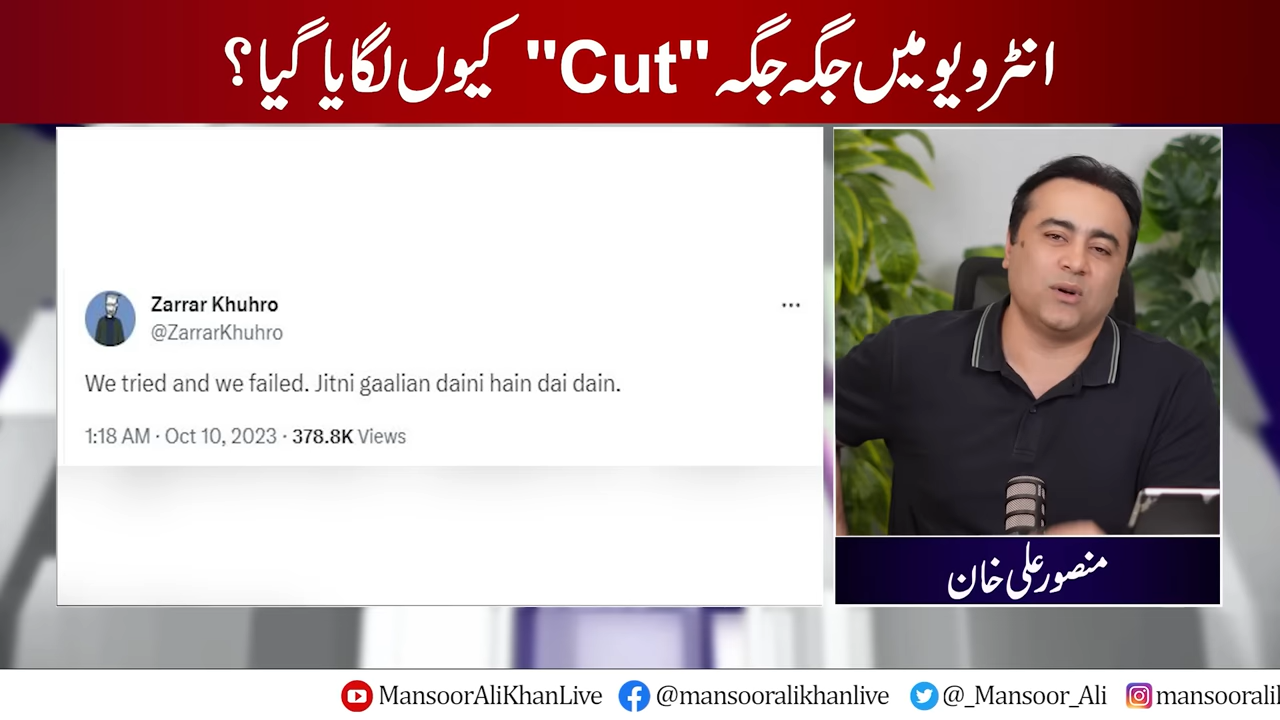 انٹرویو میں جگہ جگہ "Cut" کیوں لگایا گیا؟
Zarrar Khuhro
@ZarrarKhuhro
We tried and we failed. Jitni gaalian daini hain dai dain.
1:18 AM · Oct 10, 2023 · 378.8K Views
منصور علی خان
MansoorAliKhanLive @mansooralikhanlive @_Mansoor_Ali mansoorali